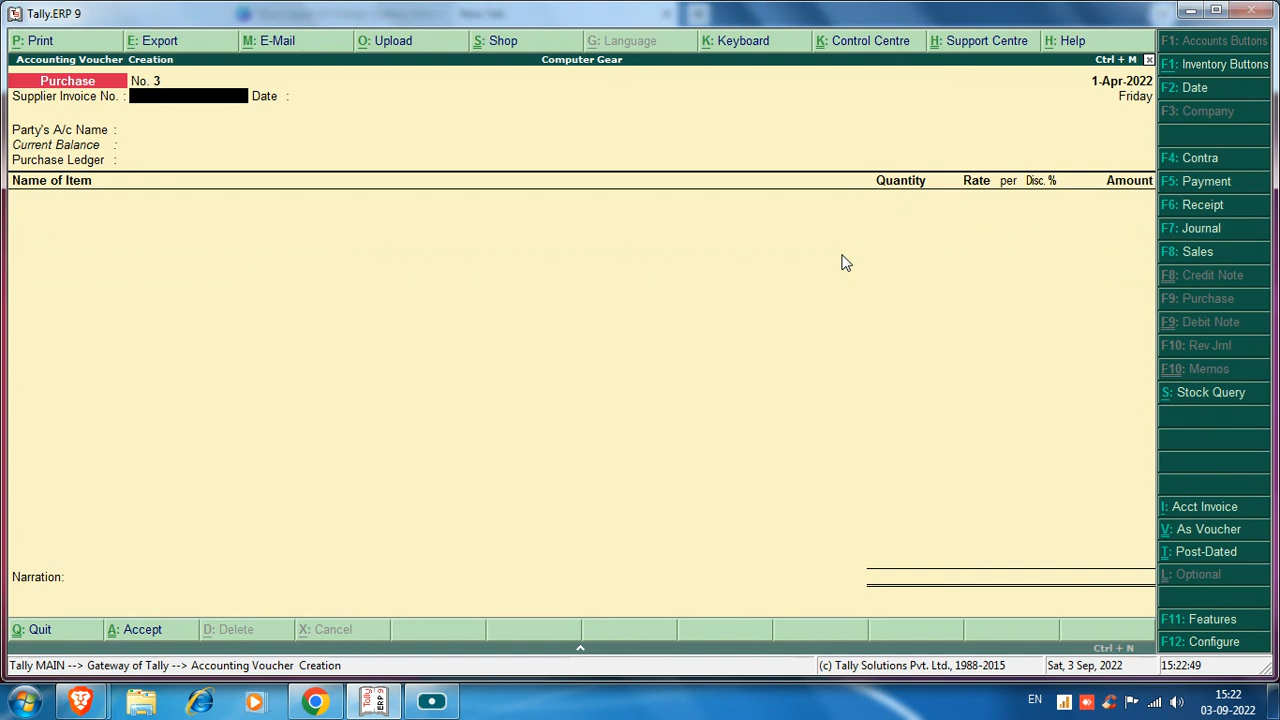 Tally.ERP 9
P: Print E: Export M: E-Mail O: Upload S: Shop G: Language K: Keyboard K: Control Centre H: Support Centre H: Help
Accounting Voucher Creation Computer Gear Ctrl + M
Purchase No. 3 1-Apr-2022
Supplier Invoice No. : Date : Friday
Party's A/c Name :
Current Balance :
Purchase Ledger :
Name of Item Quantity Rate per Disc. % Amount
Narration:
F1: Accounts Buttons
F1: Inventory Buttons
F2: Date
F3: Company
F4: Contra
F5: Payment
F6: Receipt
F7: Journal
F8: Sales
F8: Credit Note
F9: Purchase
F9: Debit Note
F10: Rev Jrnl
F10: Memos
S: Stock Query
I: Acct Invoice
V: As Voucher
T: Post-Dated
L: Optional
F11: Features
F12: Configure
Q: Quit A: Accept D: Delete X: Cancel
Ctrl + N
Tally MAIN --> Gateway of Tally --> Accounting Voucher Creation (c) Tally Solutions Pvt. Ltd., 1988-2015 Sat, 3 Sep, 2022 15:22:49
EN 15:22
03-09-2022